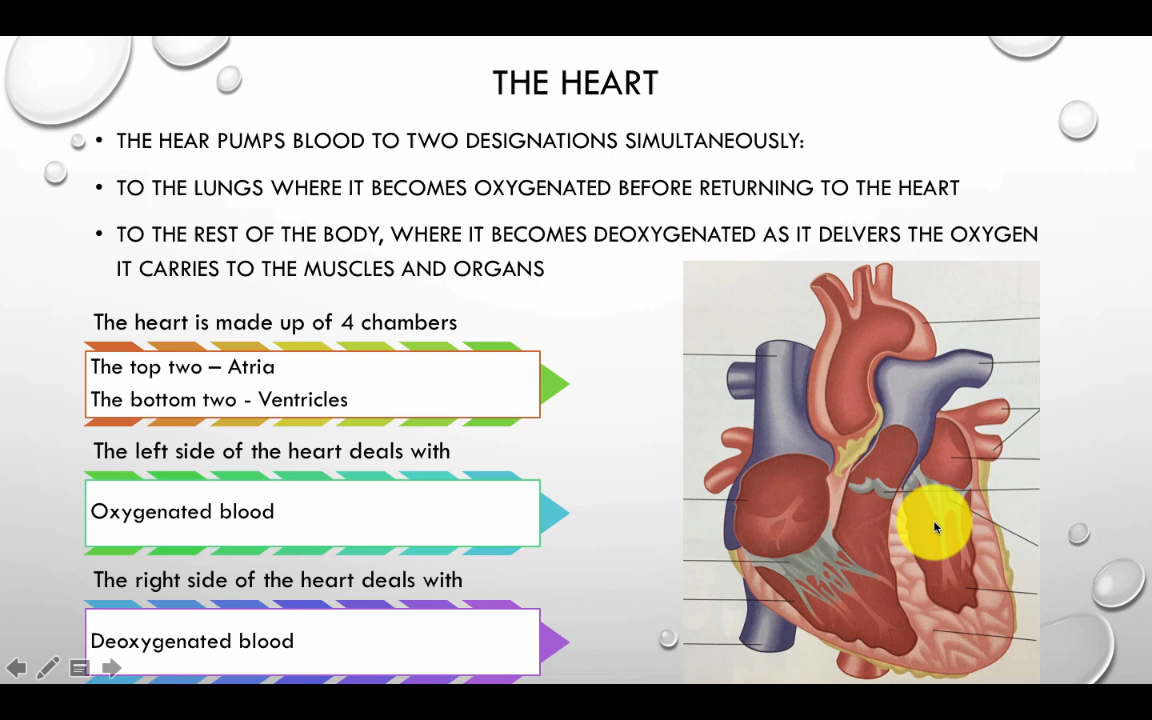 THE HEART
• THE HEAR PUMPS BLOOD TO TWO DESIGNATIONS SIMULTANEOUSLY:
• TO THE LUNGS WHERE IT BECOMES OXYGENATED BEFORE RETURNING TO THE HEART
• TO THE REST OF THE BODY, WHERE IT BECOMES DEOXYGENATED AS IT DELVERS THE OXYGEN
IT CARRIES TO THE MUSCLES AND ORGANS
The heart is made up of 4 chambers
The top two – Atria
The bottom two - Ventricles
The left side of the heart deals with
Oxygenated blood
The right side of the heart deals with
Deoxygenated blood